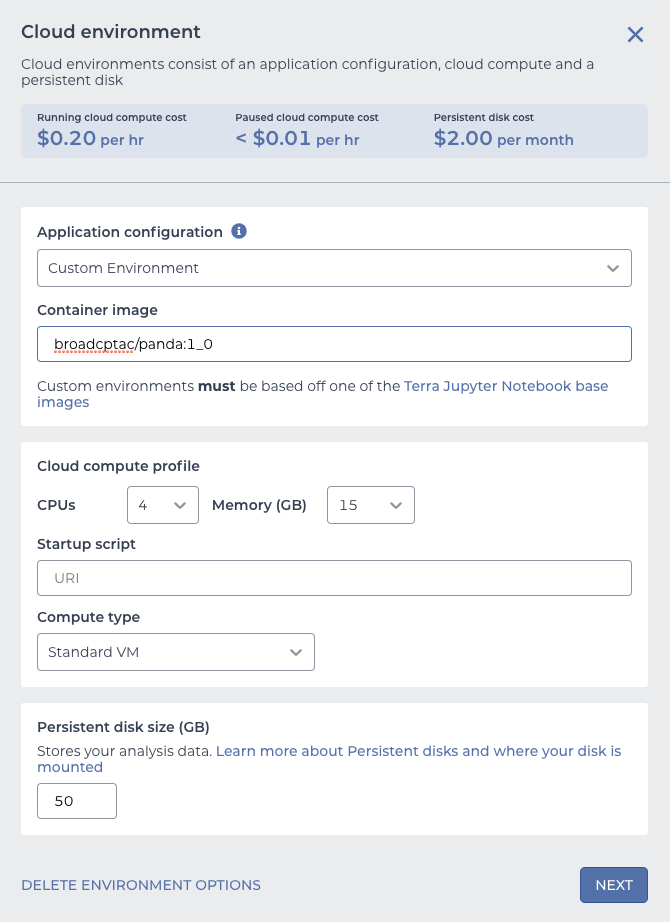 Cloud environment
Cloud environments consist of an application configuration, cloud compute and a
persistent disk
Running cloud compute cost
$0.20 per hr
Paused cloud compute cost
< $0.01 per hr
Persistent disk cost
$2.00 per month
Application configuration
Custom Environment
Container image
broadcptac/panda:1_0
Custom environments must be based off one of the Terra Jupyter Notebook base
images
Cloud compute profile
CPUs 4 Memory (GB) 15
Startup script
URI
Compute type
Standard VM
Persistent disk size (GB)
Stores your analysis data. Learn more about Persistent disks and where your disk is
mounted
50
DELETE ENVIRONMENT OPTIONS
NEXT